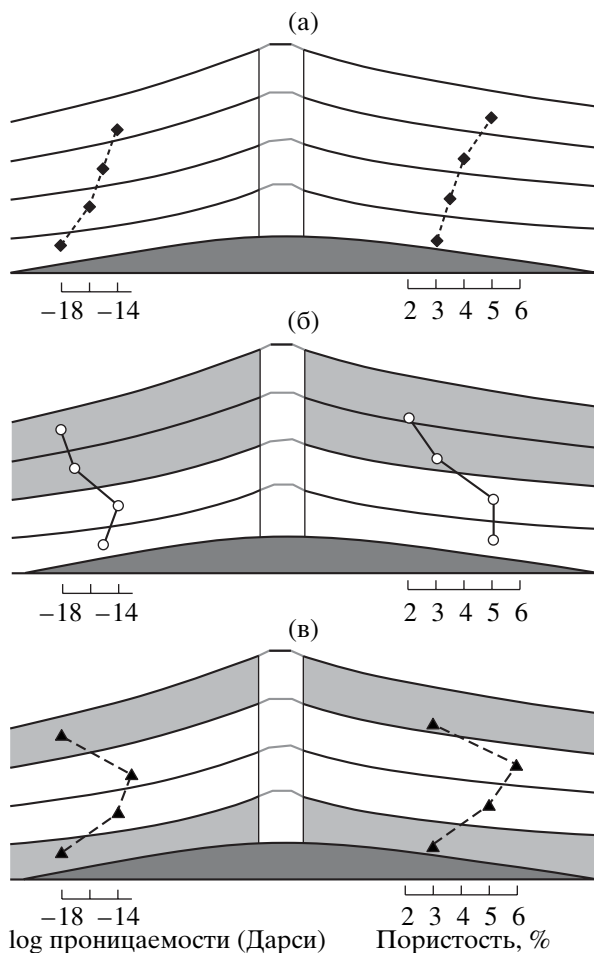 (а)
−18 −14 2 3 4 5 6
(б)
−18 −14 2 3 4 5 6
(в)
−18 −14 2 3 4 5 6
log проницаемости (Дарси) Пористость, %